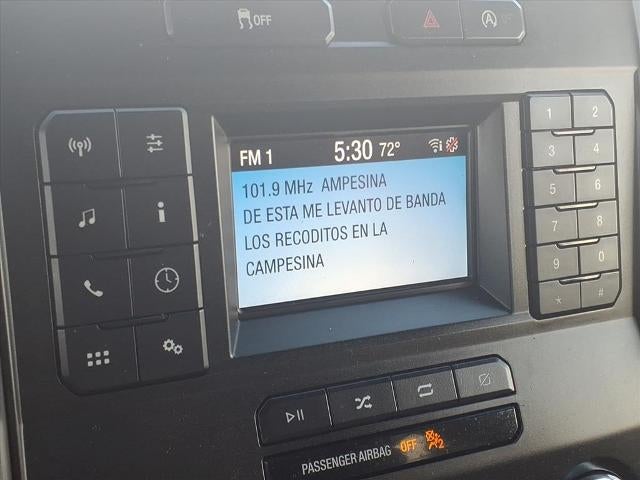 OFF
FM 1 5:30 72°
101.9 MHz AMPESINA
DE ESTA ME LEVANTO DE BANDA
LOS RECODITOS EN LA
CAMPESINA
1 2
3 4
5 6
7 8
9 0
* #
PASSENGER AIRBAG OFF 2